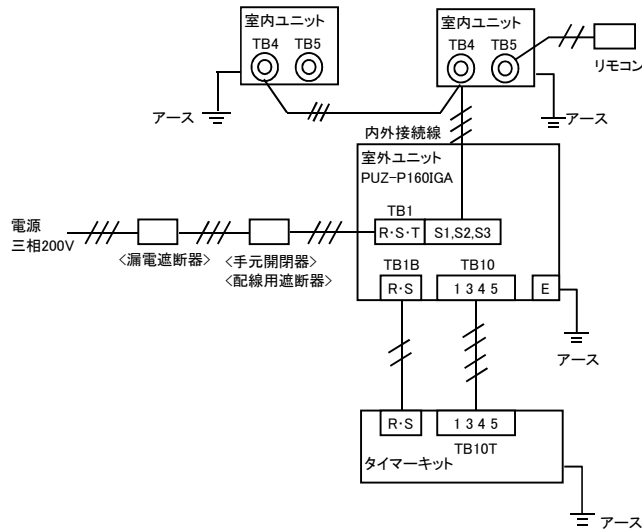 室内ユニット
TB4 TB5
アース
室内ユニット
TB4 TB5
リモコン
アース
内外接続線
室外ユニット
PUZ-P160IGA
電源
三相200V
<漏電遮断器>
<手元開閉器>
<配線用遮断器>
TB1
R・S・T
S1,S2,S3
TB1B
TB10
R・S
1 3 4 5
E
アース
R・S
1 3 4 5
TB10T
タイマーキット
アース